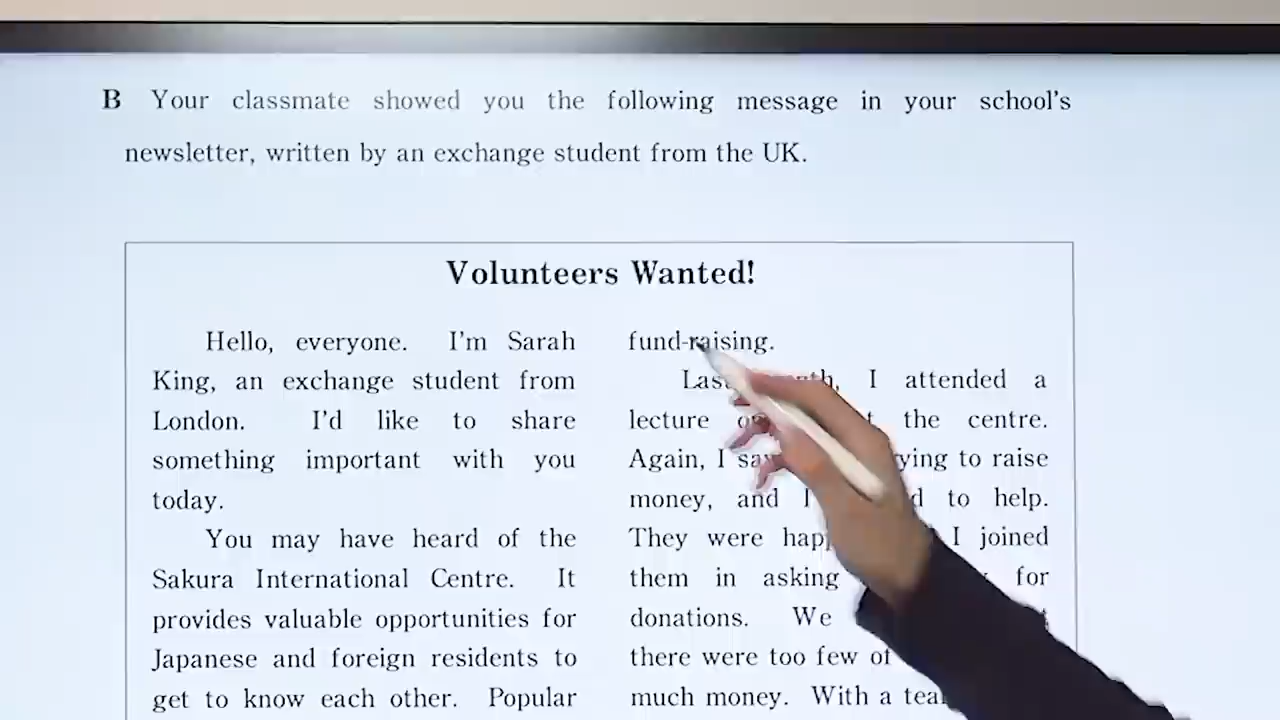 B Your classmate showed you the following message in your school's
newsletter, written by an exchange student from the UK.
Volunteers Wanted!
Hello, everyone. I'm Sarah
King, an exchange student from
London. I'd like to share
something important with you
today.
You may have heard of the
Sakura International Centre. It
provides valuable opportunities for
Japanese and foreign residents to
get to know each other. Popular
fund-raising.
I attended a
lecture the centre.
Again, I to raise
money, and I to help.
They were I joined
them in asking for
donations. We
there were too few of
much money. With a